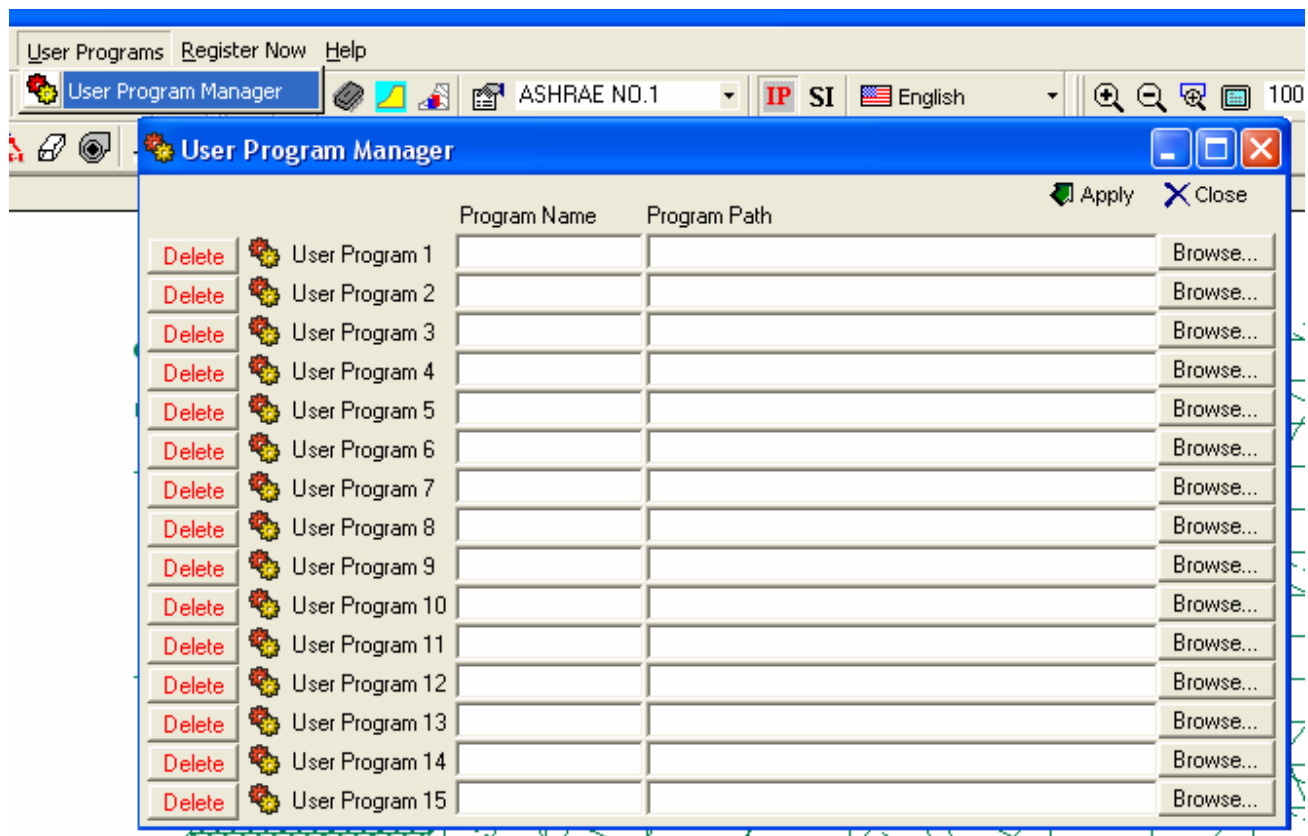 User Programs Register Now Help
User Program Manager ASHRAE NO.1 IP SI English 100
User Program Manager
Apply Close
Program Name Program Path
Delete User Program 1 Browse...
Delete User Program 2 Browse...
Delete User Program 3 Browse...
Delete User Program 4 Browse...
Delete User Program 5 Browse...
Delete User Program 6 Browse...
Delete User Program 7 Browse...
Delete User Program 8 Browse...
Delete User Program 9 Browse...
Delete User Program 10 Browse...
Delete User Program 11 Browse...
Delete User Program 12 Browse...
Delete User Program 13 Browse...
Delete User Program 14 Browse...
Delete User Program 15 Browse...